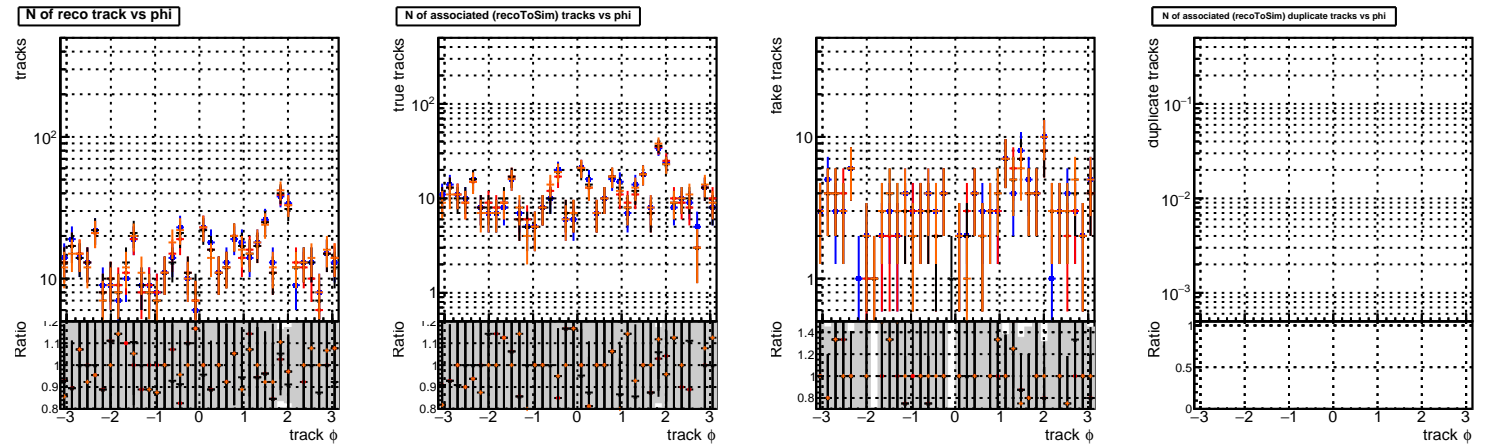 N of reco track vs phi
tracks
10²
10
Ratio
1.2
1.1
1
0.9
0.8
−3 −2 −1 0 1 2 3
track ϕ
N of associated (recoToSim) tracks vs phi
true tracks
10²
10
1
Ratio
1.2
1.1
1
0.9
0.8
−3 −2 −1 0 1 2 3
track ϕ
fake tracks
10
1
Ratio
1.4
1.2
1
0.8
−3 −2 −1 0 1 2 3
track ϕ
N of associated (recoToSim) duplicate tracks vs phi
duplicate tracks
10⁻¹
10⁻²
10⁻³
Ratio
1
0.5
0
−3 −2 −1 0 1 2 3
track ϕ